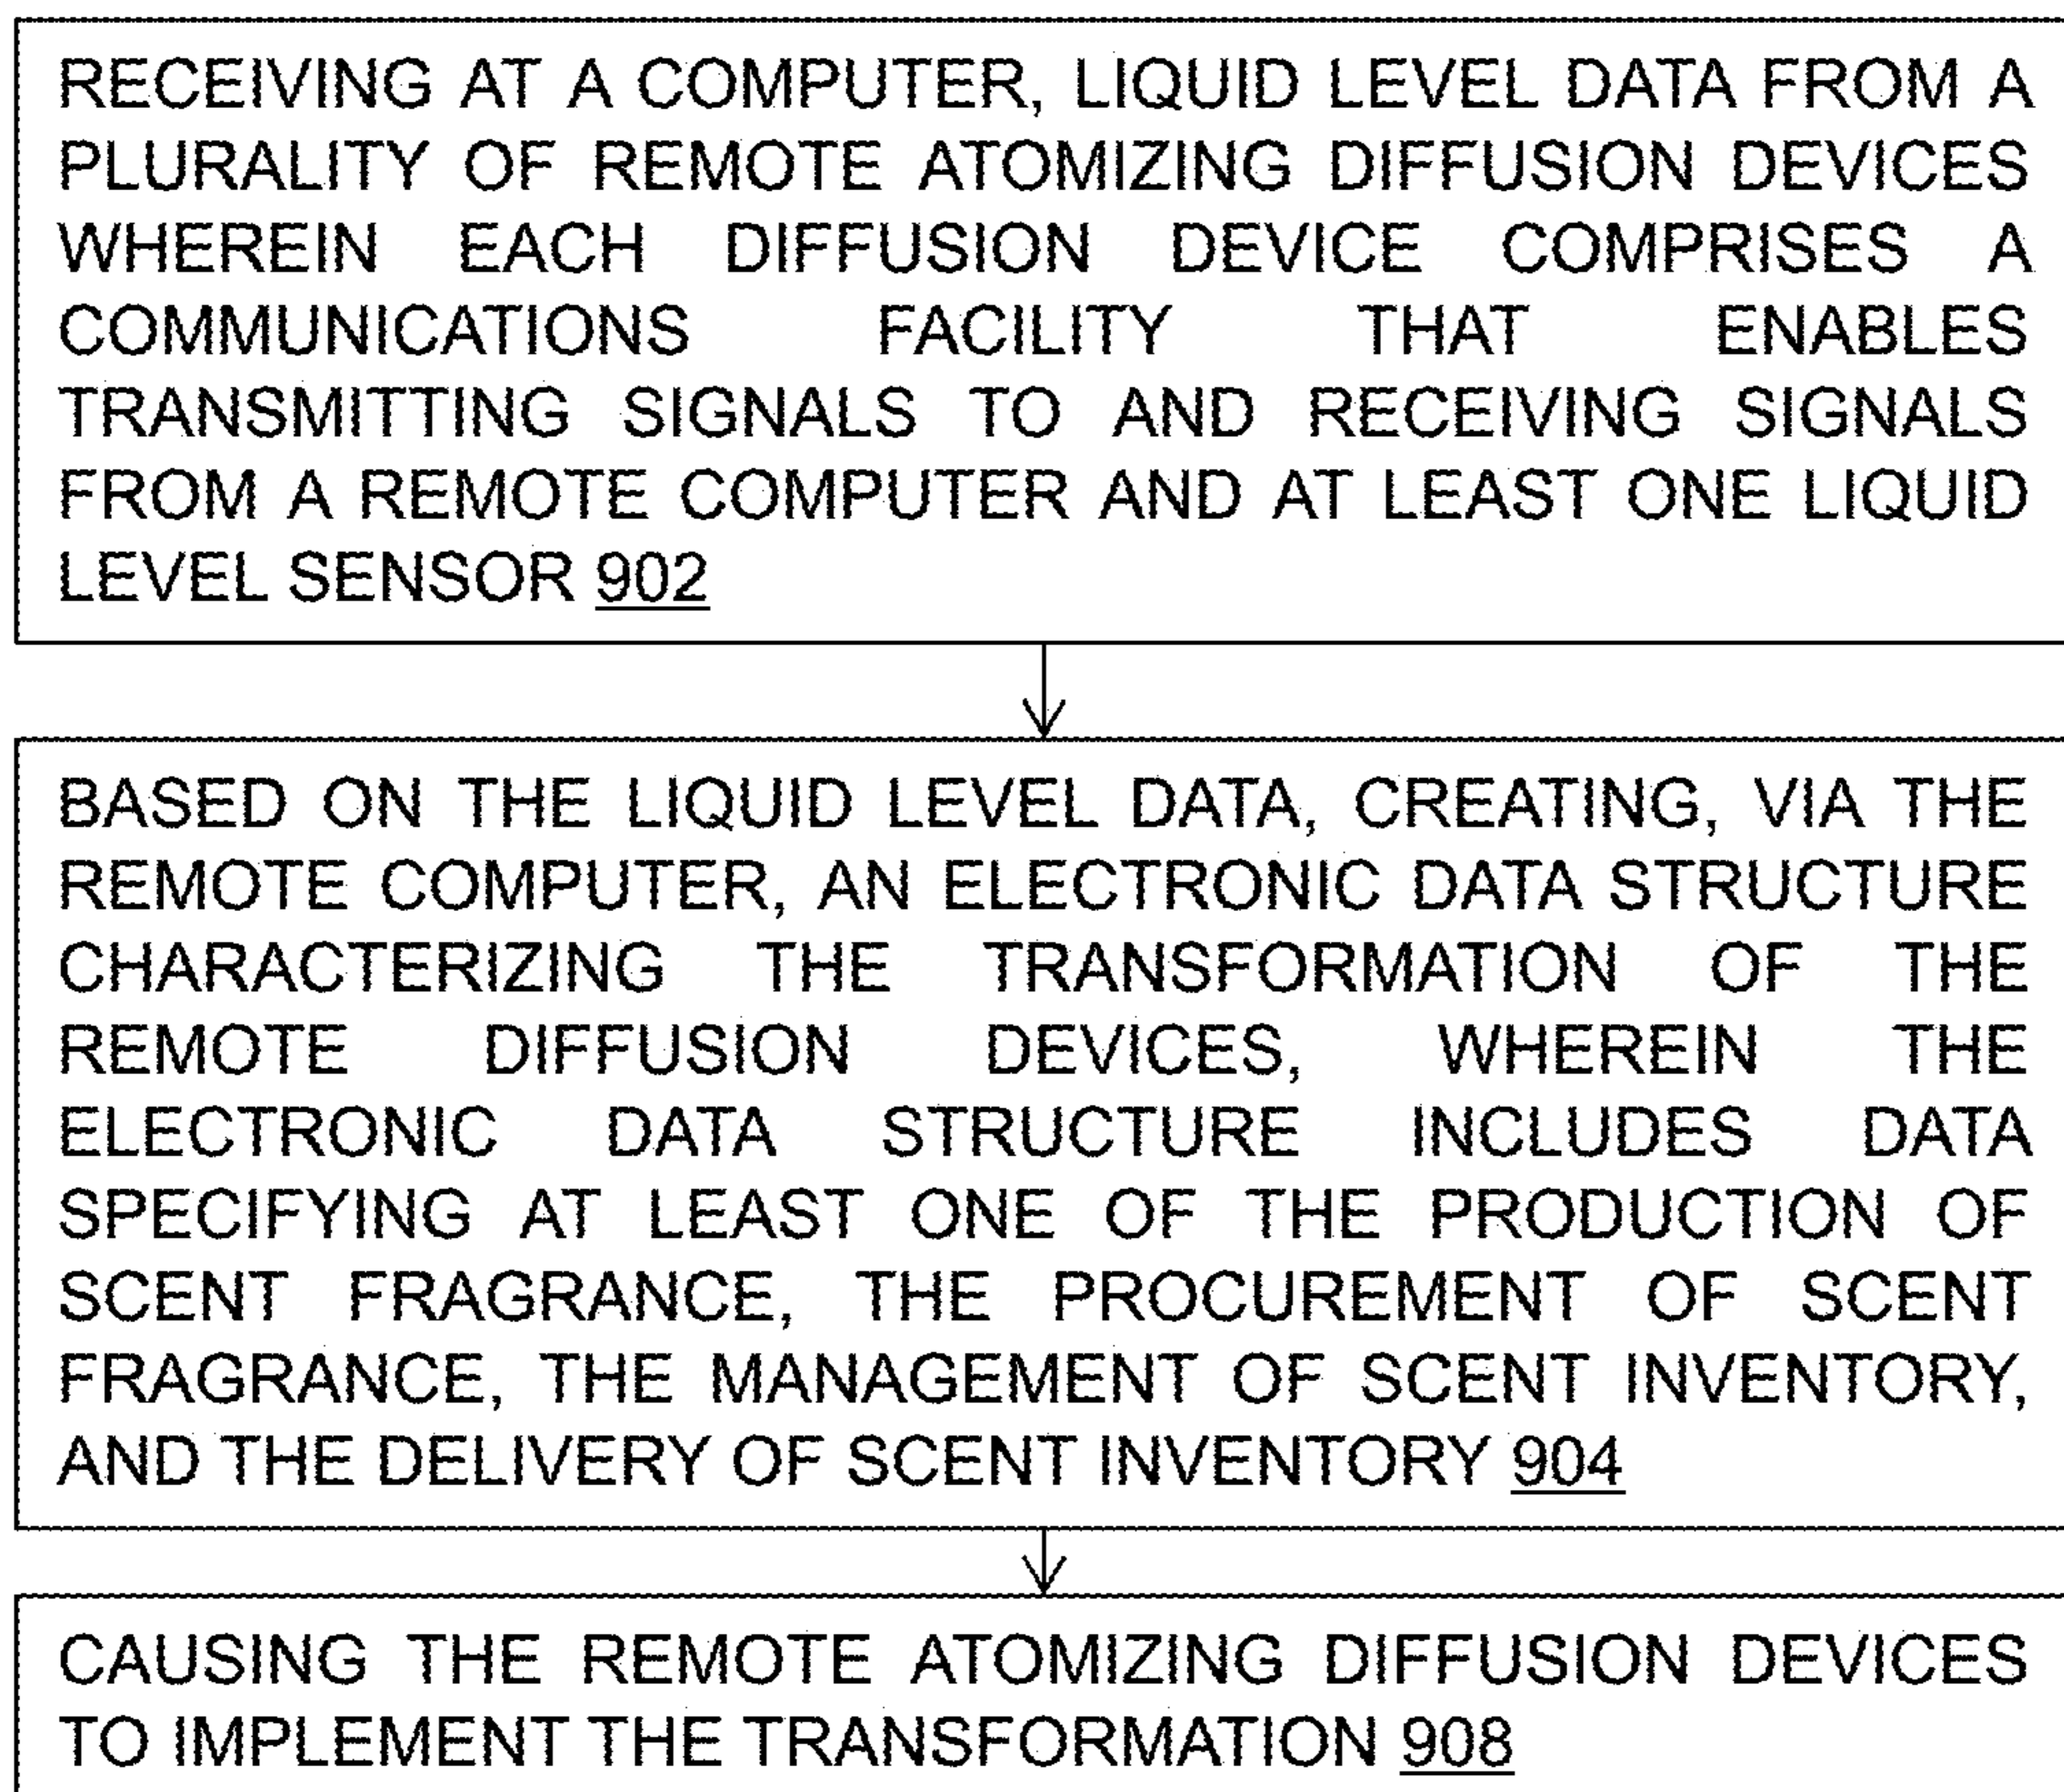 RECEIVING AT A COMPUTER, LIQUID LEVEL DATA FROM A
PLURALITY OF REMOTE ATOMIZING DIFFUSION DEVICES
WHEREIN EACH DIFFUSION DEVICE COMPRISES A
COMMUNICATIONS FACILITY THAT ENABLES
TRANSMITTING SIGNALS TO AND RECEIVING SIGNALS
FROM A REMOTE COMPUTER AND AT LEAST ONE LIQUID
LEVEL SENSOR 902
BASED ON THE LIQUID LEVEL DATA, CREATING, VIA THE
REMOTE COMPUTER, AN ELECTRONIC DATA STRUCTURE
CHARACTERIZING THE TRANSFORMATION OF THE
REMOTE DIFFUSION DEVICES, WHEREIN THE
ELECTRONIC DATA STRUCTURE INCLUDES DATA
SPECIFYING AT LEAST ONE OF THE PRODUCTION OF
SCENT FRAGRANCE, THE PROCUREMENT OF SCENT
FRAGRANCE, THE MANAGEMENT OF SCENT INVENTORY,
AND THE DELIVERY OF SCENT INVENTORY 904
CAUSING THE REMOTE ATOMIZING DIFFUSION DEVICES
TO IMPLEMENT THE TRANSFORMATION 908